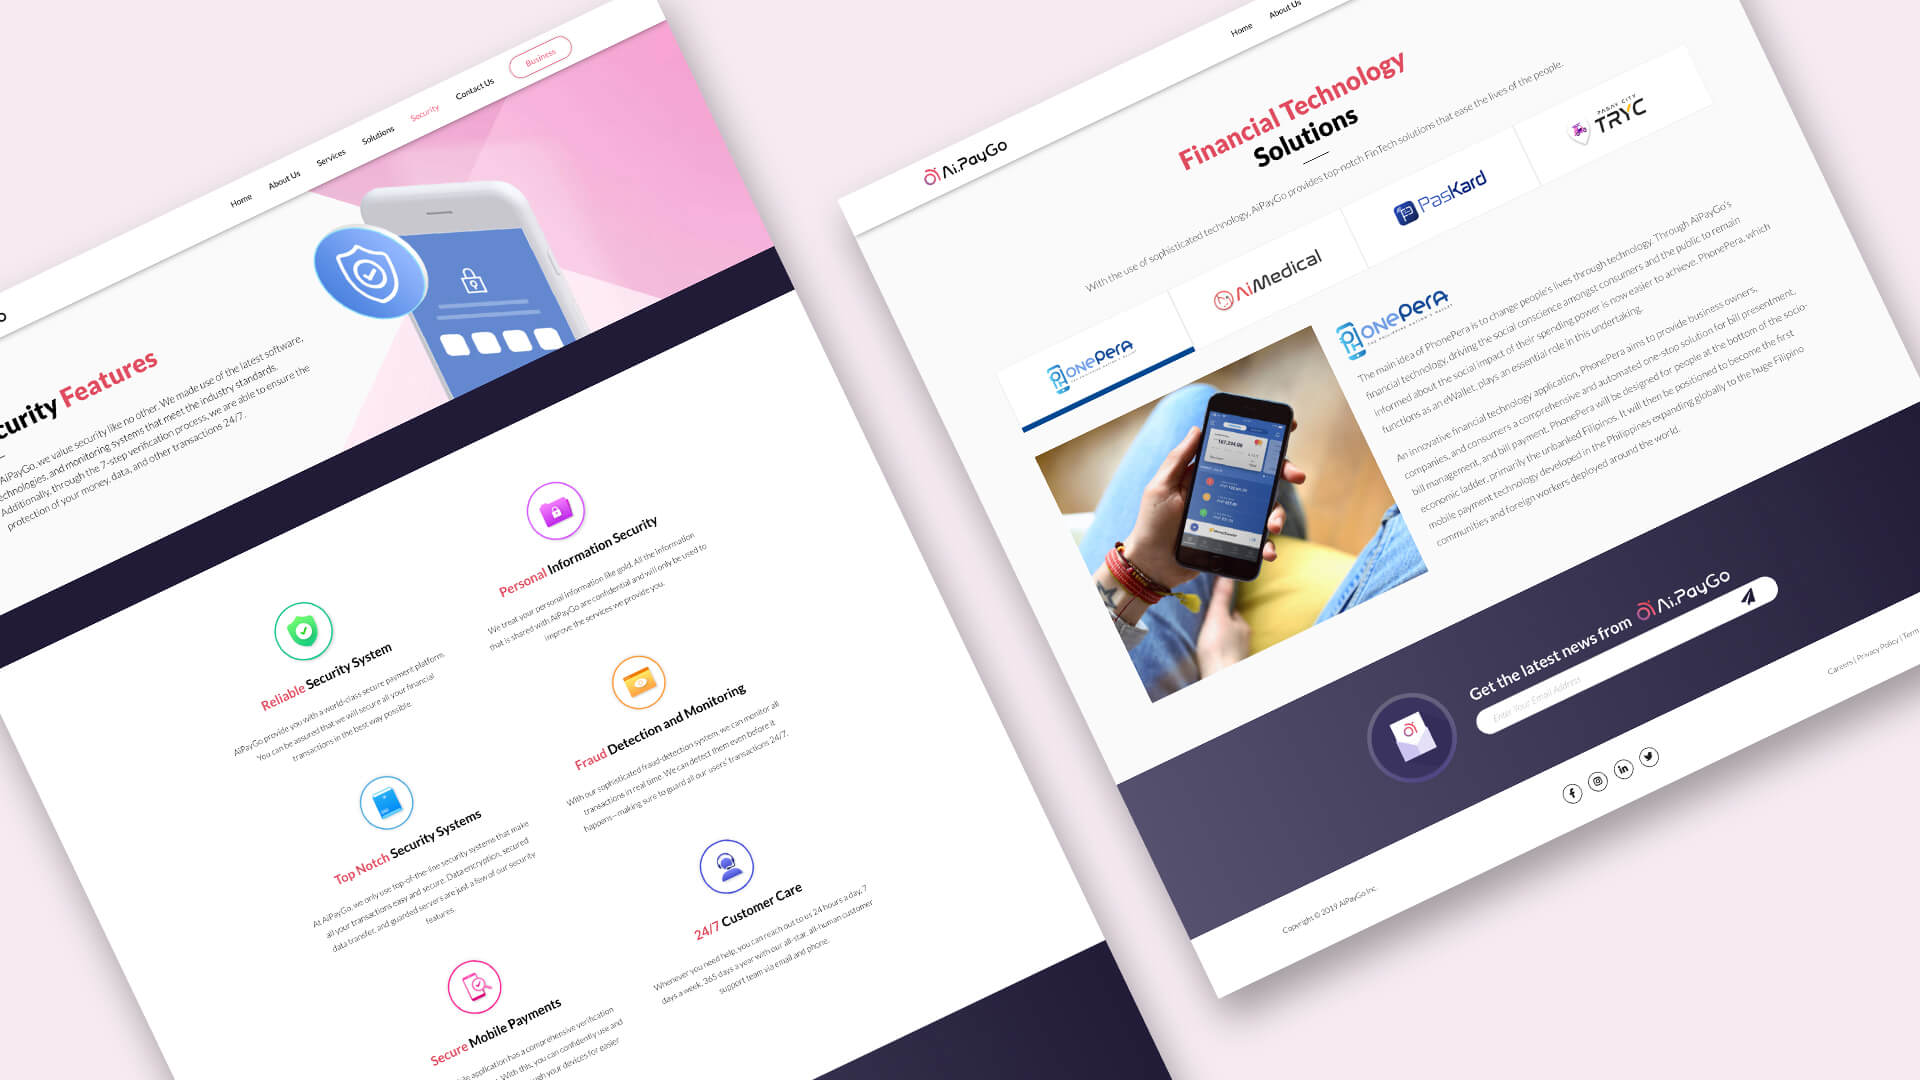 Home
About Us
Services
Solutions
Security
Contact Us
Business
curity Features
AiPayGo, we value security like no other. We made use of the latest software,
chnologies, and monitoring systems that meet the industry standards.
Additionally, through the 7-step verification process, we are able to ensure the
protection of your money, data, and other transactions 24/7.
Personal Information Security
We treat your personal information like gold. All the information
that is shared with AiPayGo are confidential and will only be used to
improve the services we provide you.
Reliable Security System
AiPayGo provide you with a world-class secure payment platform.
You can be assured that we will secure all your financial
transactions in the best way possible.
Fraud Detection and Monitoring
With our sophisticated fraud-detection system, we can monitor all
transactions in real time. We can detect them even before it
happens—making sure to guard all our users' transactions 24/7.
Top Notch Security Systems
At AiPayGo, we only use top-of-the-line security systems that make
all your transactions easy and secure. Data encryption, secured
data transfer, and guarded servers are just a few of our security
features.
24/7 Customer Care
Whenever you need help, you can reach out to us 24 hours a day, 7
days a week, 365 days a year with our all-star, all-human customer
support team via email and phone.
Secure Mobile Payments
application has a comprehensive verification
With this, you can confidently use and
your devices for easier
Home
About Us
Ai.PayGo
Financial Technology
Solutions
With the use of sophisticated technology, AiPayGo provides top-notch FinTech solutions that ease the lives of the people.
PHONEPERA
AiMedical
PasKard
PASAY CITY
TRYC
PHONEPERA
THE PHILIPPINE NATION'S WALLET
The main idea of PhonePera is to change people's lives through technology. Through AiPayGo's
financial technology, driving the social conscience amongst consumers and the public to remain
informed about the social impact of their spending power is now easier to achieve. PhonePera, which
functions as an eWallet, plays an essential role in this undertaking.
An innovative financial technology application, PhonePera aims to provide business owners,
companies, and consumers a comprehensive and automated one-stop solution for bill presentment,
bill management, and bill payment. PhonePera will be designed for people at the bottom of the socio-
economic ladder, primarily the unbanked Filipinos. It will then be positioned to become the first
mobile payment technology developed in the Philippines expanding globally to the huge Filipino
communities and foreign workers deployed around the world.
Get the latest news from Ai.PayGo
Enter Your Email Address
Careers | Privacy Policy | Term
Copyright © 2019 AiPayGo Inc.